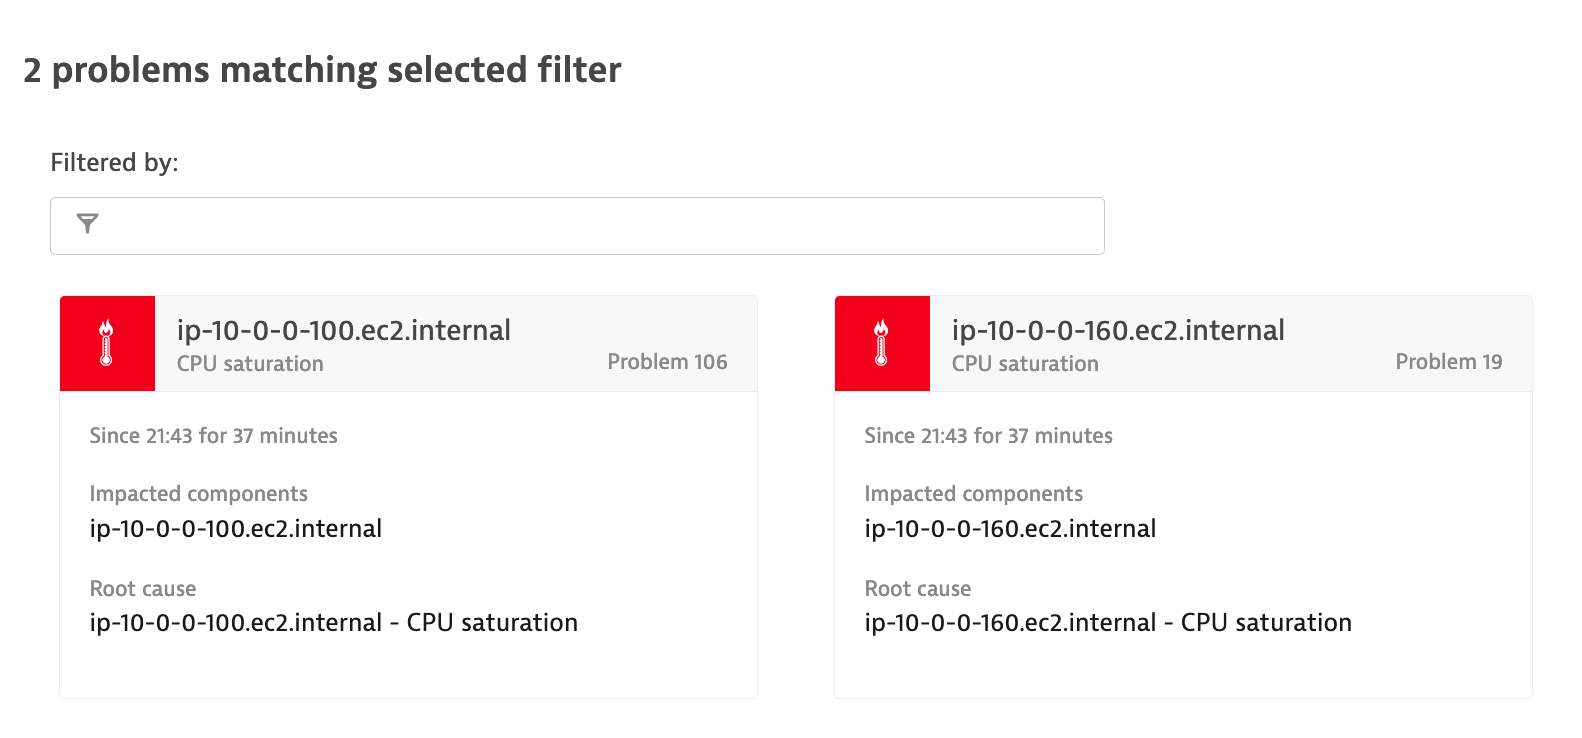 2 problems matching selected filter
Filtered by:
ip-10-0-0-100.ec2.internal
CPU saturation
Problem 106
Since 21:43 for 37 minutes
Impacted components
ip-10-0-0-100.ec2.internal
Root cause
ip-10-0-0-100.ec2.internal - CPU saturation
ip-10-0-0-160.ec2.internal
CPU saturation
Problem 19
Since 21:43 for 37 minutes
Impacted components
ip-10-0-0-160.ec2.internal
Root cause
ip-10-0-0-160.ec2.internal - CPU saturation